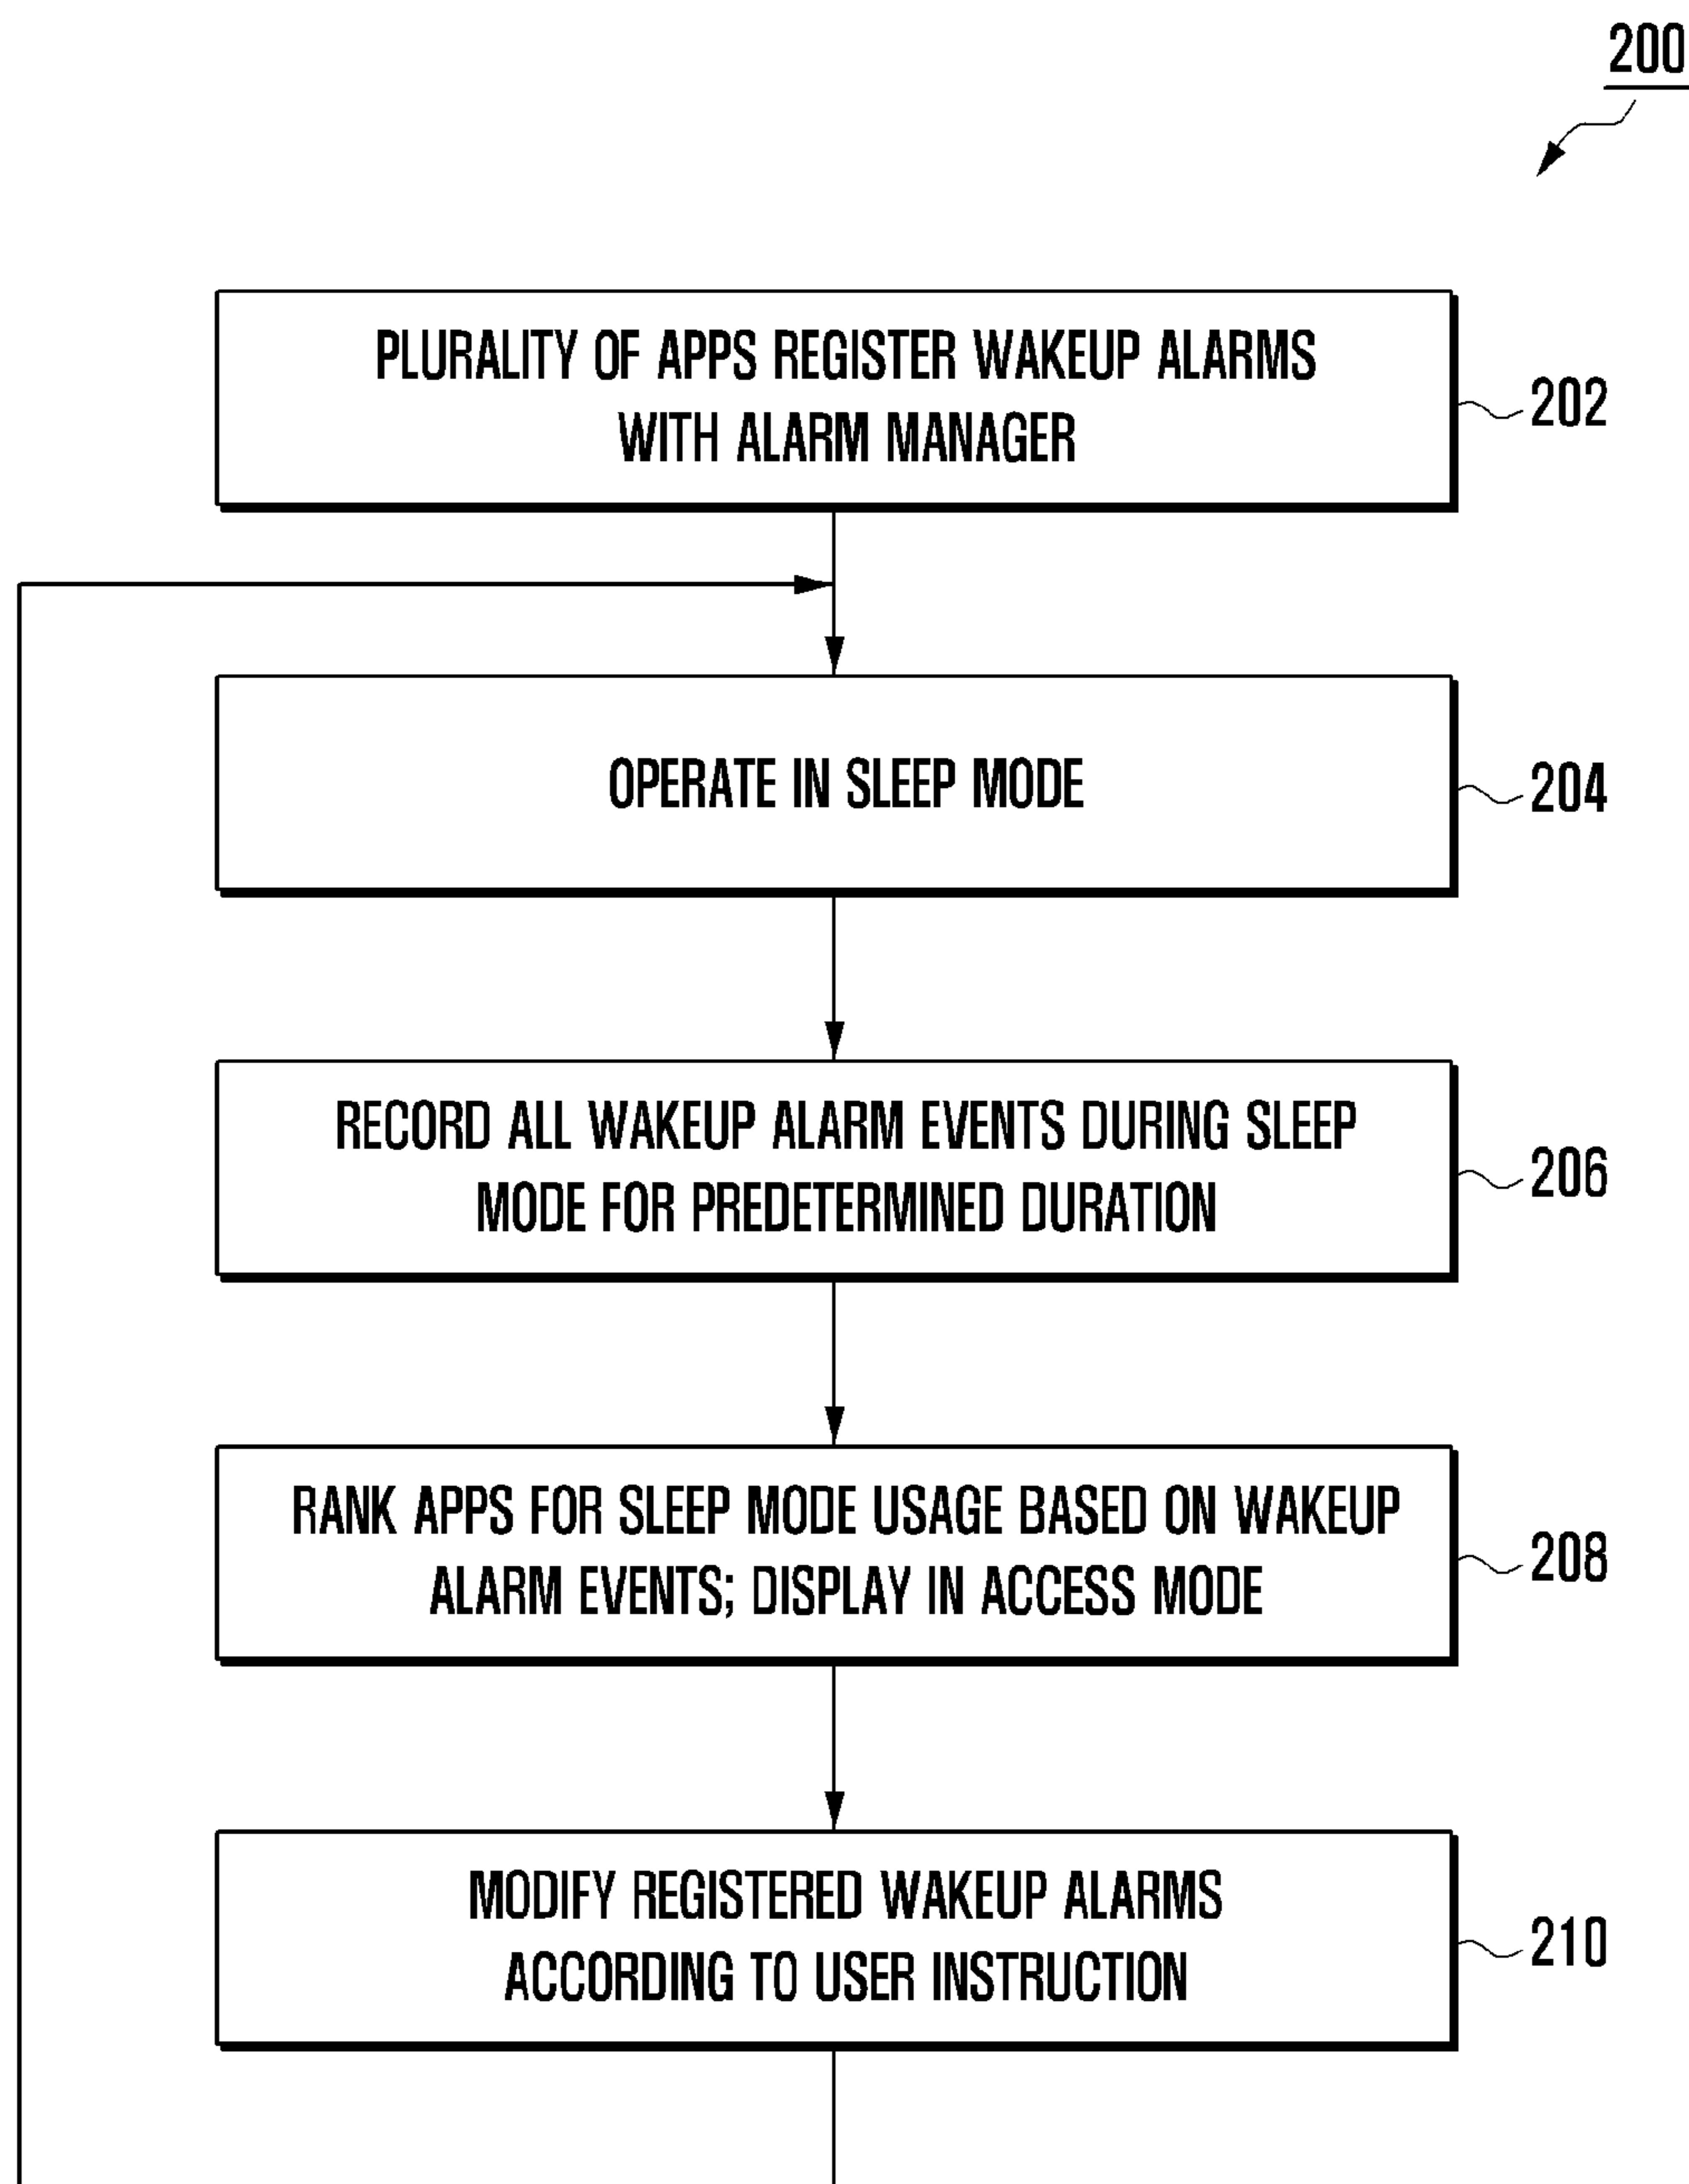 200
PLURALITY OF APPS REGISTER WAKEUP ALARMS
WITH ALARM MANAGER
202
OPERATE IN SLEEP MODE
204
RECORD ALL WAKEUP ALARM EVENTS DURING SLEEP
MODE FOR PREDETERMINED DURATION
206
RANK APPS FOR SLEEP MODE USAGE BASED ON WAKEUP
ALARM EVENTS; DISPLAY IN ACCESS MODE
208
MODIFY REGISTERED WAKEUP ALARMS
ACCORDING TO USER INSTRUCTION
210